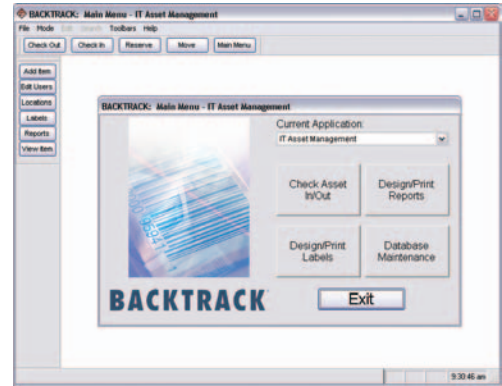 BACKTRACK: Main Menu - IT Asset Management
File Mode Edit Search Toolbars Help
Check Out Check In Reserve Move Main Menu
Add Item
Edit Users
Locations
Labels
Reports
View Item
BACKTRACK: Main Menu - IT Asset Management
Current Application:
IT Asset Management
Check Asset
In/Out
Design/Print
Reports
Design/Print
Labels
Database
Maintenance
BACKTRACK
Exit
9:30:46 am